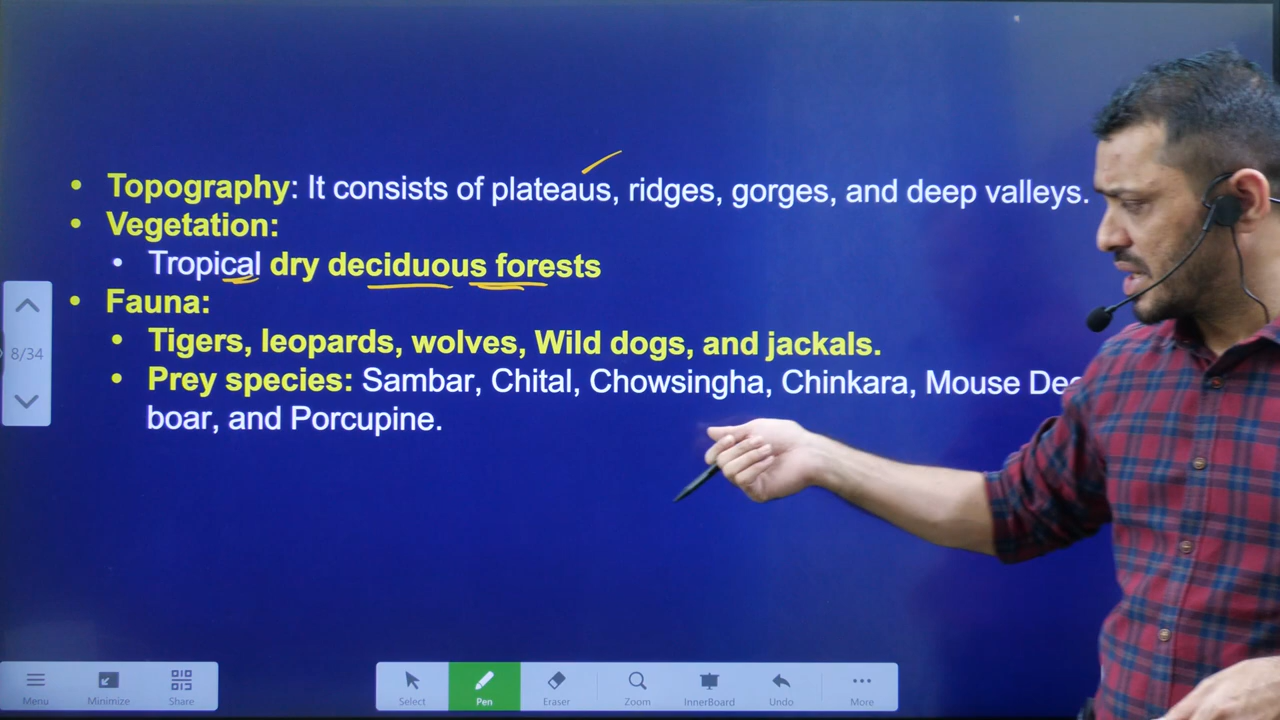 • Topography: It consists of plateaus, ridges, gorges, and deep valleys.
• Vegetation:
• Tropical dry deciduous forests
• Fauna:
8/34
• Tigers, leopards, wolves, Wild dogs, and jackals.
• Prey species: Sambar, Chital, Chowsingha, Chinkara, Mouse
boar, and Porcupine.
Menu Minimize Share Select Pen Eraser Zoom InnerBoard Undo More